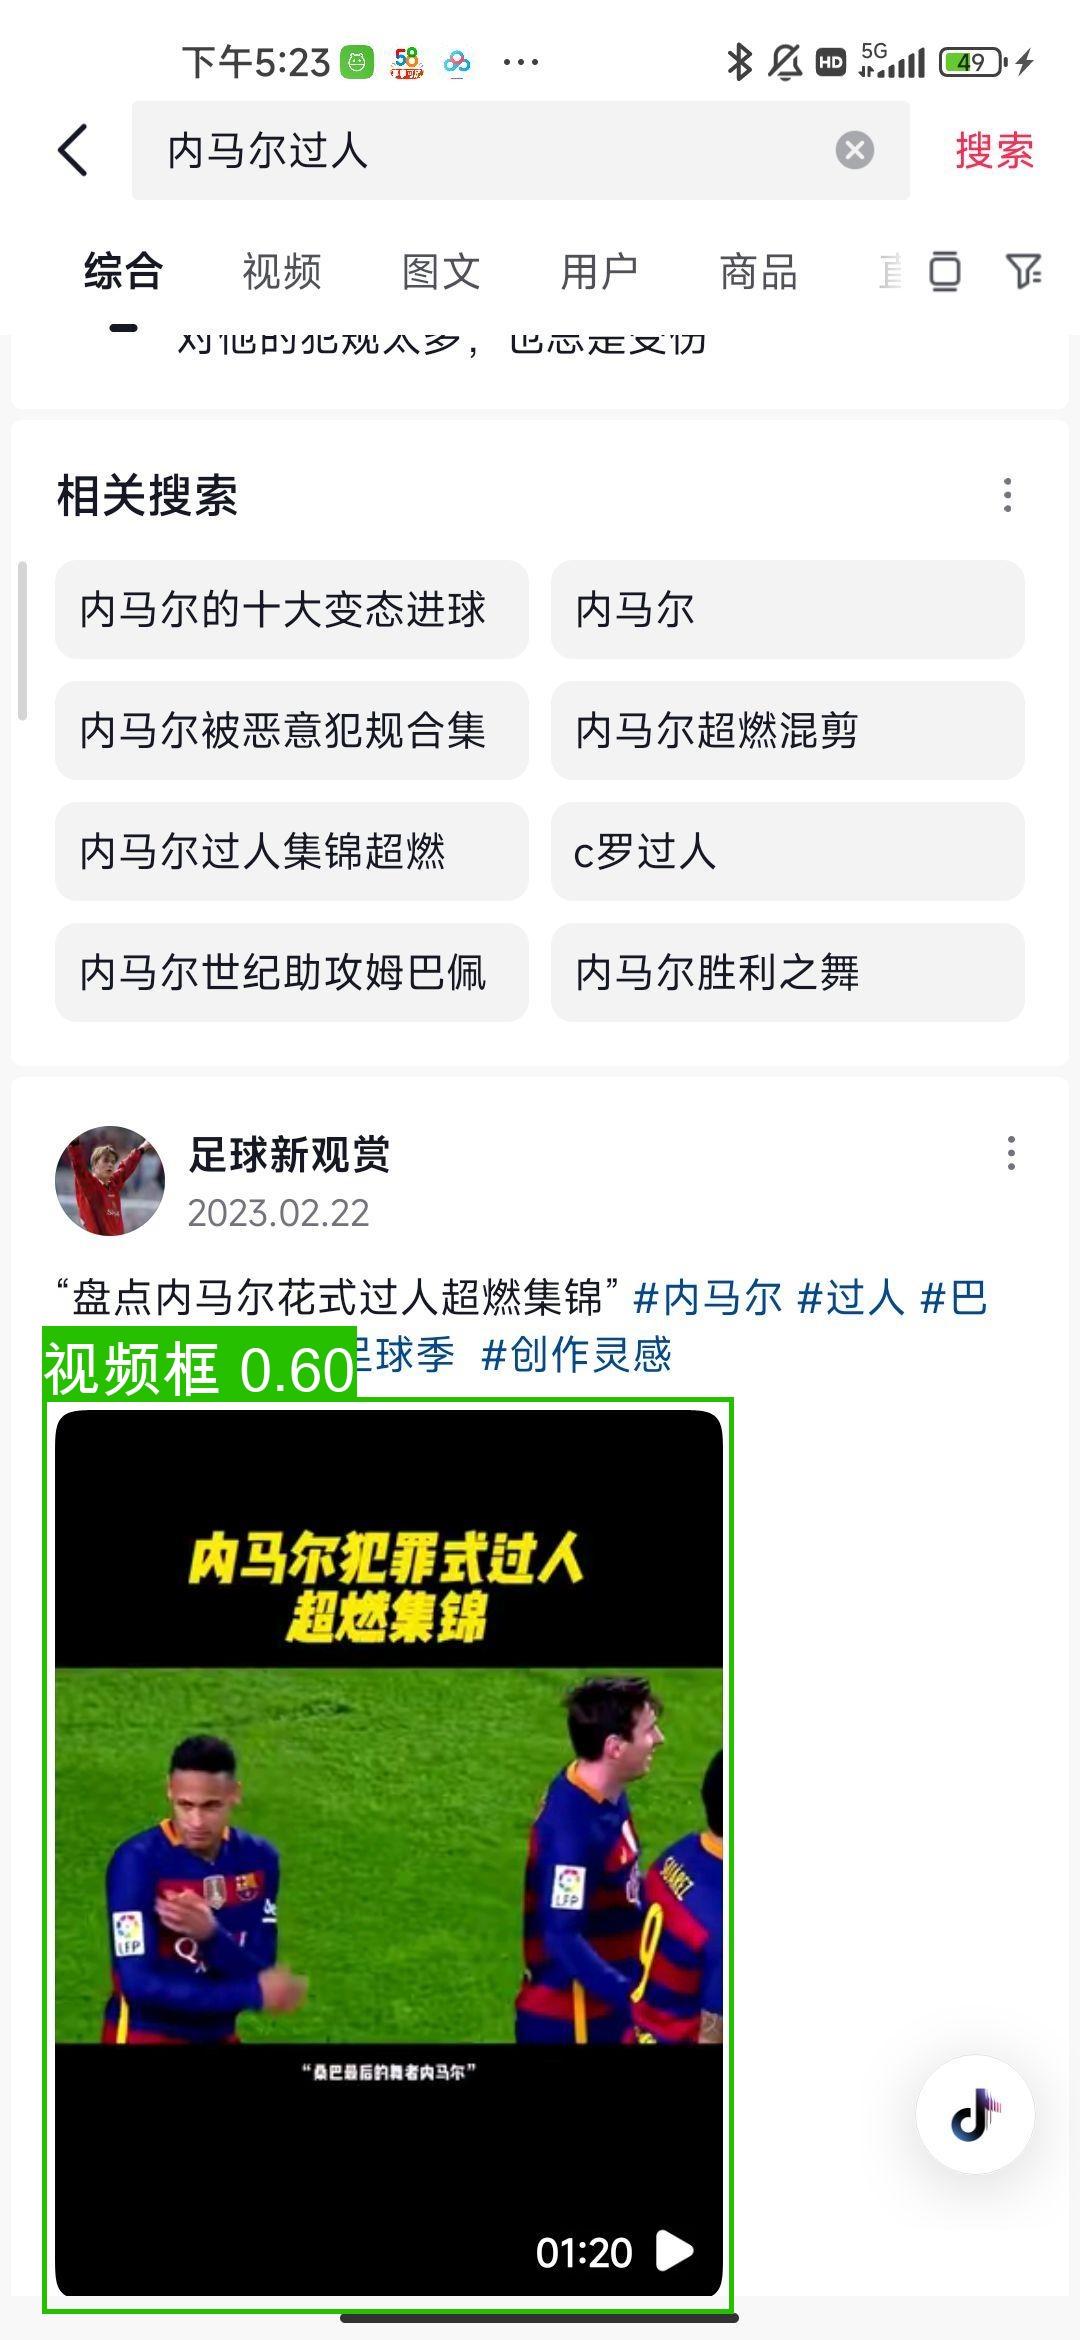 下午5:23 58 ... HD 5G 49
内马尔过人 搜索
综合 视频 图文 用户 商品 直
对他的犯规太多，也总是受伤
相关搜索
内马尔的十大变态进球 内马尔
内马尔被恶意犯规合集 内马尔超燃混剪
内马尔过人集锦超燃 c罗过人
内马尔世纪助攻姆巴佩 内马尔胜利之舞
足球新观赏
2023.02.22
“盘点内马尔花式过人超燃集锦” #内马尔 #过人 #巴
视频框 0.60 足球季 #创作灵感
内马尔犯罪式过人
超燃集锦
SUÁREZ
9
LFP
LFP
“桑巴最后的舞者内马尔”
01:20